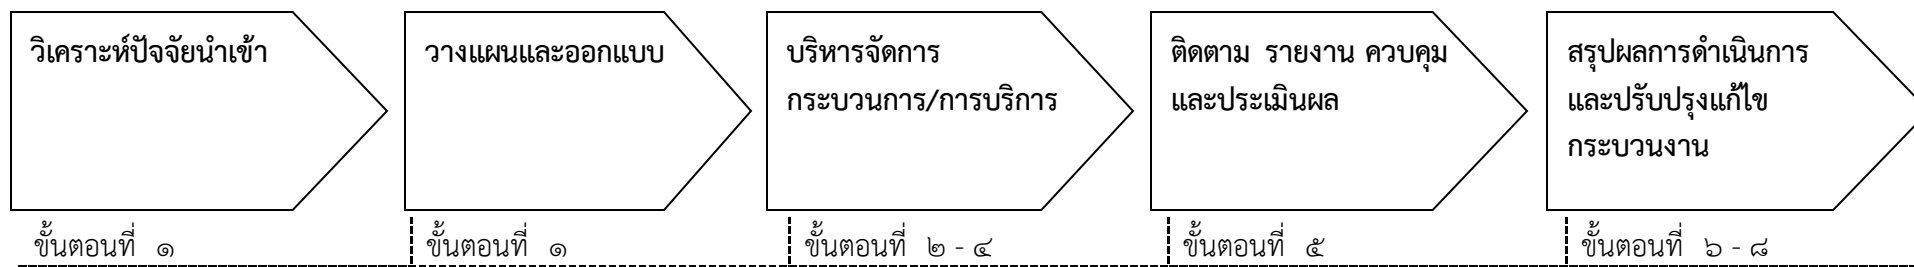 วิเคราะห์ปัจจัยนำเข้า
วางแผนและออกแบบ
บริหารจัดการ
กระบวนการ/การบริการ
ติดตาม รายงาน ควบคุม
และประเมินผล
สรุปผลการดำเนินการ
และปรับปรุงแก้ไข
กระบวนงาน
ขั้นตอนที่ ๑
ขั้นตอนที่ ๑
ขั้นตอนที่ ๒ - ๔
ขั้นตอนที่ ๕
ขั้นตอนที่ ๖ - ๘